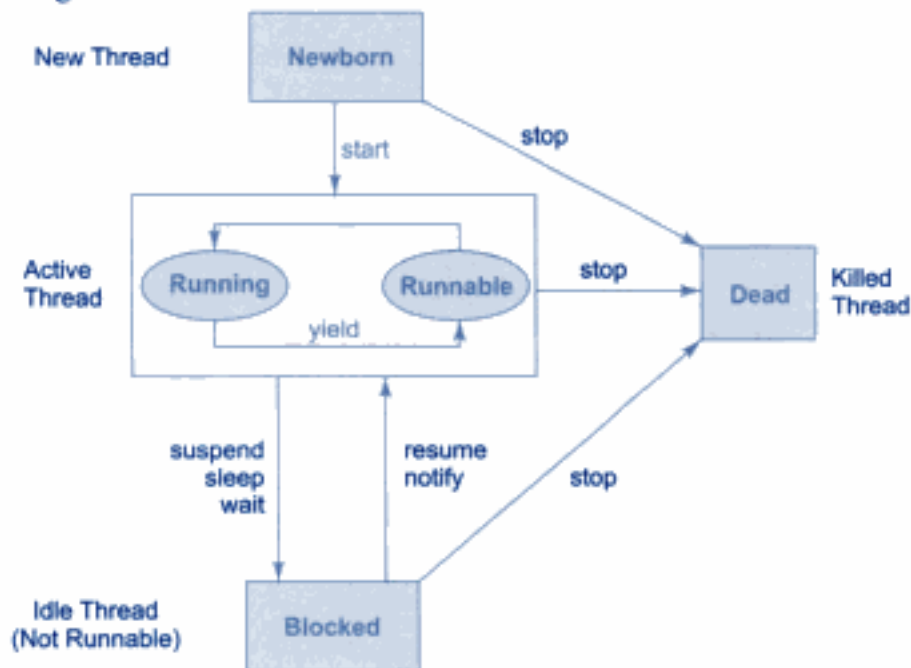 New Thread
Newborn
start
stop
Active
Thread
Running
Runnable
yield
stop
Dead
Killed
Thread
suspend
sleep
wait
resume
notify
stop
Idle Thread
(Not Runnable)
Blocked